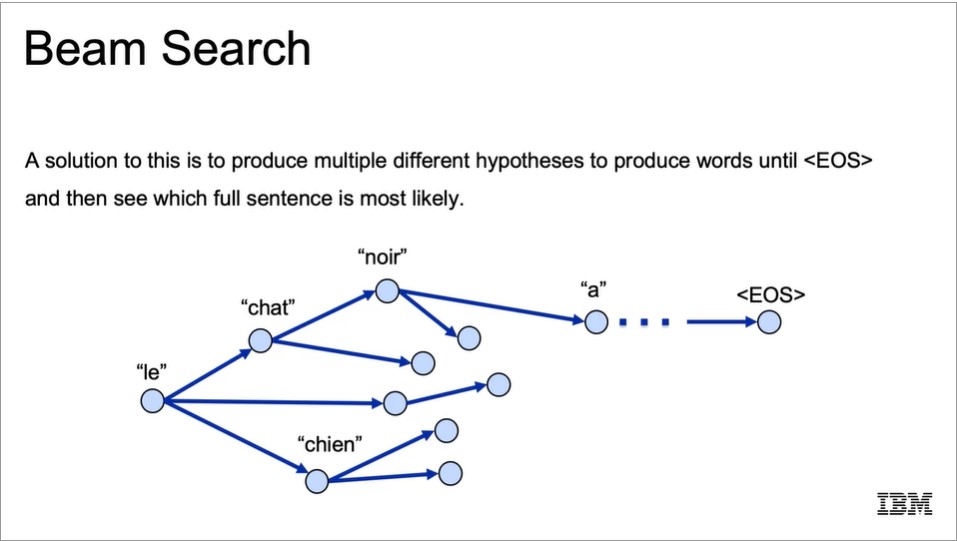 Beam Search
A solution to this is to produce multiple different hypotheses to produce words until <EOS>
and then see which full sentence is most likely.
“noir”
“a”
<EOS>
“chat”
“le”
“chien”
IBM